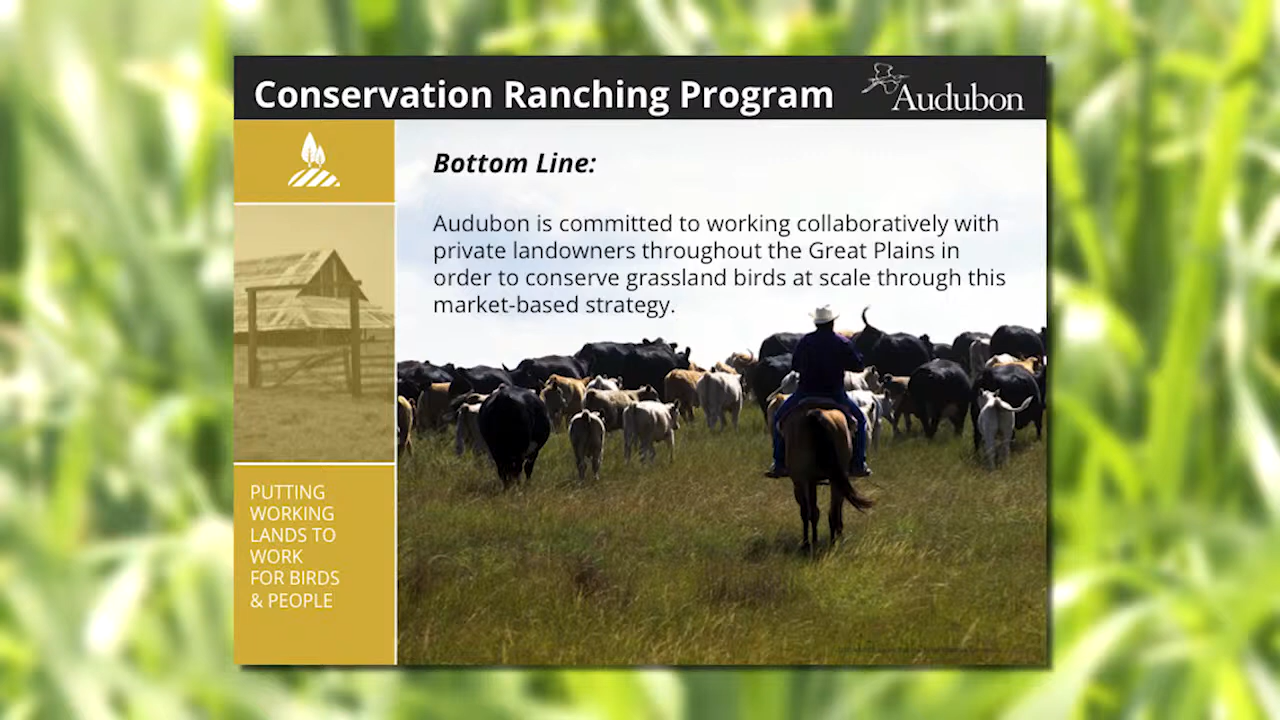 Conservation Ranching Program
Audubon
Bottom Line:
Audubon is committed to working collaboratively with
private landowners throughout the Great Plains in
order to conserve grassland birds at scale through this
market-based strategy.
PUTTING
WORKING
LANDS TO
WORK
FOR BIRDS
& PEOPLE